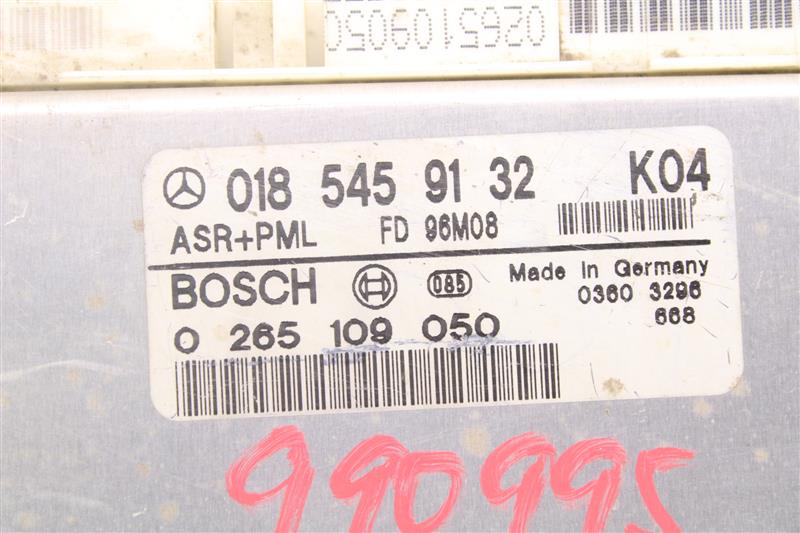 0265109050
018 545 91 32 K04
ASR+PML FD 96M08
BOSCH 085 Made in Germany
0360 3296
668
0 265 109 050
990995